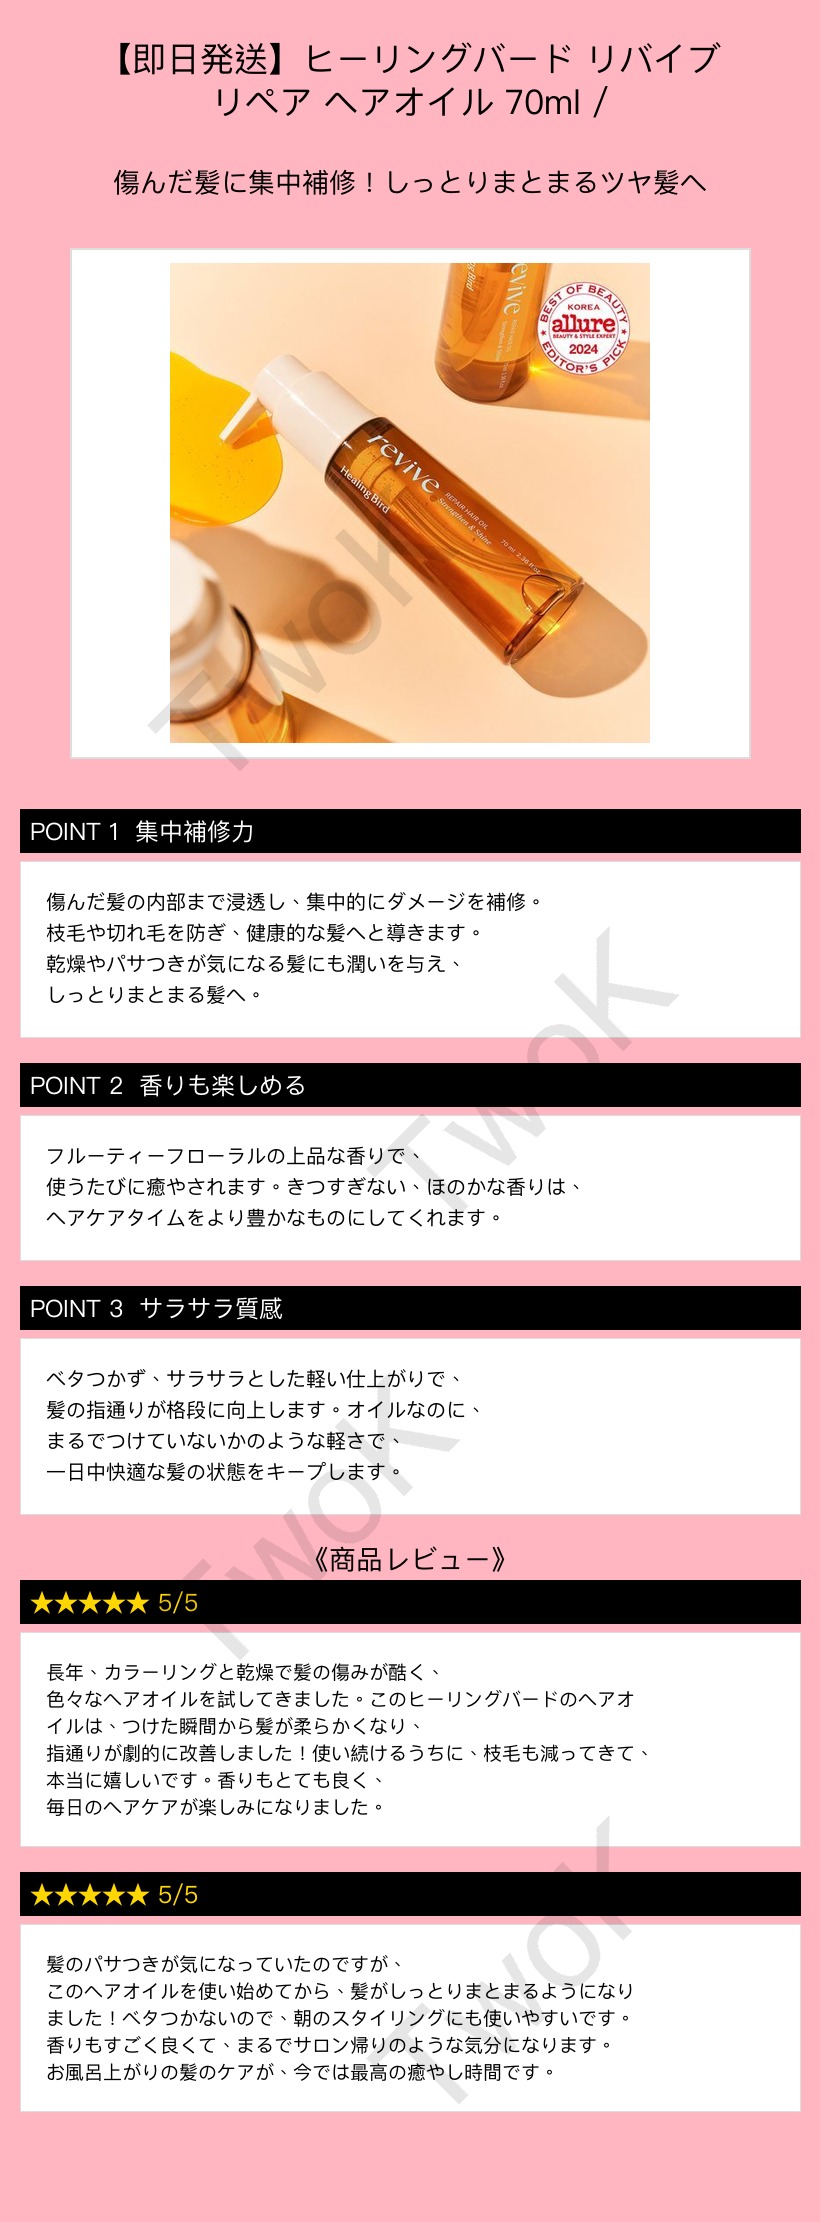 【即日発送】ヒーリングバード リバイブ
リペア ヘアオイル 70ml /
傷んだ髪に集中補修！しっとりまとまるツヤ髪へ
evive
BEST OF BEAUTY
KOREA
allure
BEAUTY & STYLE EXPERT
2024
EDITOR'S PICK
revive
HealingBird
REPAIR HAIR OIL
Strengthen & Shine
70 ml 2.36 fl.oz
TwoK
POINT 1 集中補修力
傷んだ髪の内部まで浸透し、集中的にダメージを補修。
枝毛や切れ毛を防ぎ、健康的な髪へと導きます。
乾燥やパサつきが気になる髪にも潤いを与え、
しっとりまとまる髪へ。
TwoK
POINT 2 香りも楽しめる
フルーティーフローラルの上品な香りで、
使うたびに癒やされます。きつすぎない、ほのかな香りは、
ヘアケアタイムをより豊かなものにしてくれます。
POINT 3 サラサラ質感
ベタつかず、サラサラとした軽い仕上がりで、
髪の指通りが格段に向上します。オイルなのに、
まるでつけていないかのような軽さで、
一日中快適な髪の状態をキープします。
TwoK
《商品レビュー》
★★★★★ 5/5
長年、カラーリングと乾燥で髪の傷みが酷く、
色々なヘアオイルを試してきました。このヒーリングバードのヘアオ
イルは、つけた瞬間から髪が柔らかくなり、
指通りが劇的に改善しました！使い続けるうちに、枝毛も減ってきて、
本当に嬉しいです。香りもとても良く、
毎日のヘアケアが楽しみになりました。
★★★★★ 5/5
髪のパサつきが気になっていたのですが、
このヘアオイルを使い始めてから、髪がしっとりまとまるようになり
ました！ベタつかないので、朝のスタイリングにも使いやすいです。
香りもすごく良くて、まるでサロン帰りのような気分になります。
お風呂上がりの髪のケアが、今では最高の癒やし時間です。
TwoK